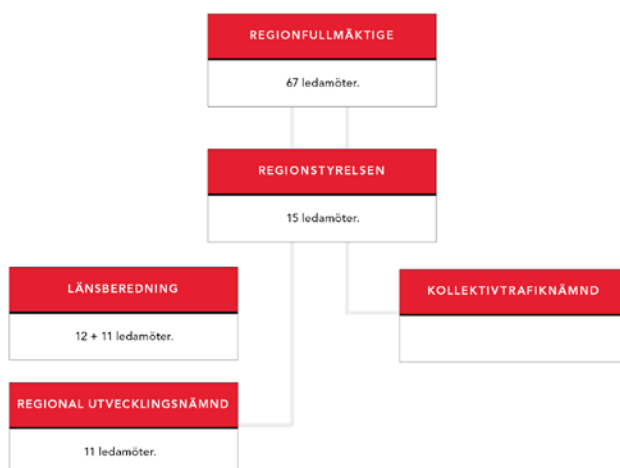 REGIONFULLMÄKTIGE
67 ledamöter.
REGIONSTYRELSEN
15 ledamöter.
LÄNSBEREDNING
12 + 11 ledamöter.
KOLLEKTIVTRAFIKNÄMND
REGIONAL UTVECKLINGSNÄMND
11 ledamöter.